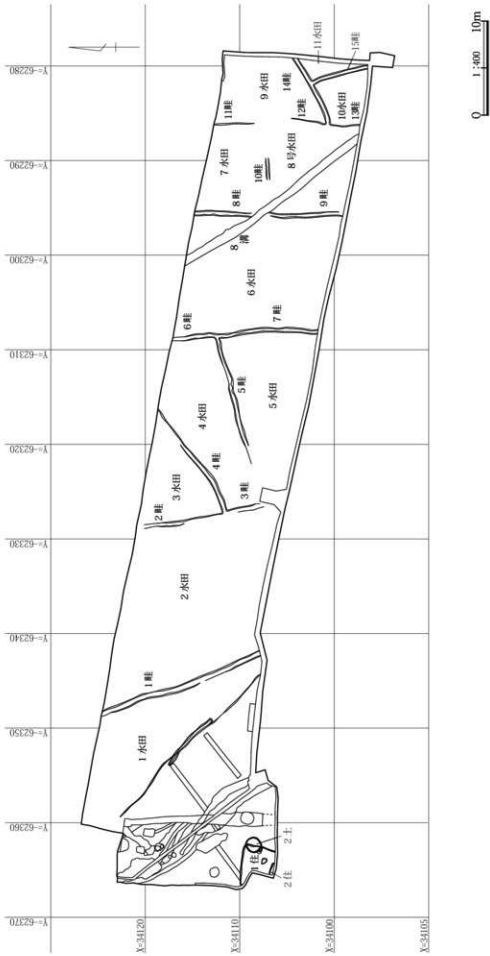 0　1:400　10m
Y=-62280
Y=-62290
Y=-62300
Y=-62310
Y=-62320
Y=-62330
Y=-62340
Y=-62350
Y=-62360
Y=-62370
X=34120
X=34110
X=34100
X=34105
11水田
15畦
9水田
14畦
10水田
13畦
12畦
11畦
7水田
10畦
8号水田
8畦
9畦
8溝
6水田
6畦
7畦
4水田
5畦
5水田
3水田
4畦
2畦
3畦
2水田
1畦
1水田
2土
1住
2住